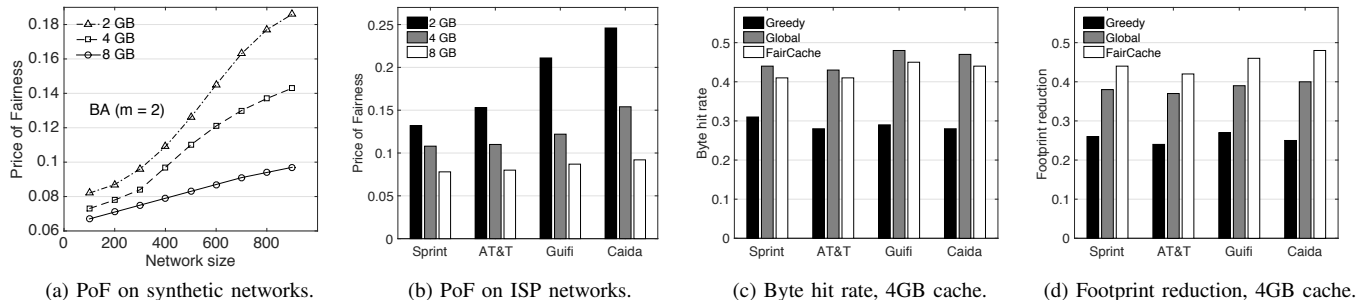 0.18
0.16
0.14
0.12
0.1
0.08
0.06
Price of Fairness
2 GB
4 GB
8 GB
BA (m = 2)
0 200 400 600 800
Network size
(a) PoF on synthetic networks.
0.25
0.2
0.15
0.1
0.05
0
Price of Fairness
2 GB
4 GB
8 GB
Sprint AT&T Guifi Caida
(b) PoF on ISP networks.
0.5
0.4
0.3
0.2
0.1
0
Byte hit rate
Greedy
Global
FairCache
Sprint AT&T Guifi Caida
(c) Byte hit rate, 4GB cache.
0.5
0.4
0.3
0.2
0.1
0
Footprint reduction
Greedy
Global
FairCache
Sprint AT&T Guifi Caida
(d) Footprint reduction, 4GB cache.